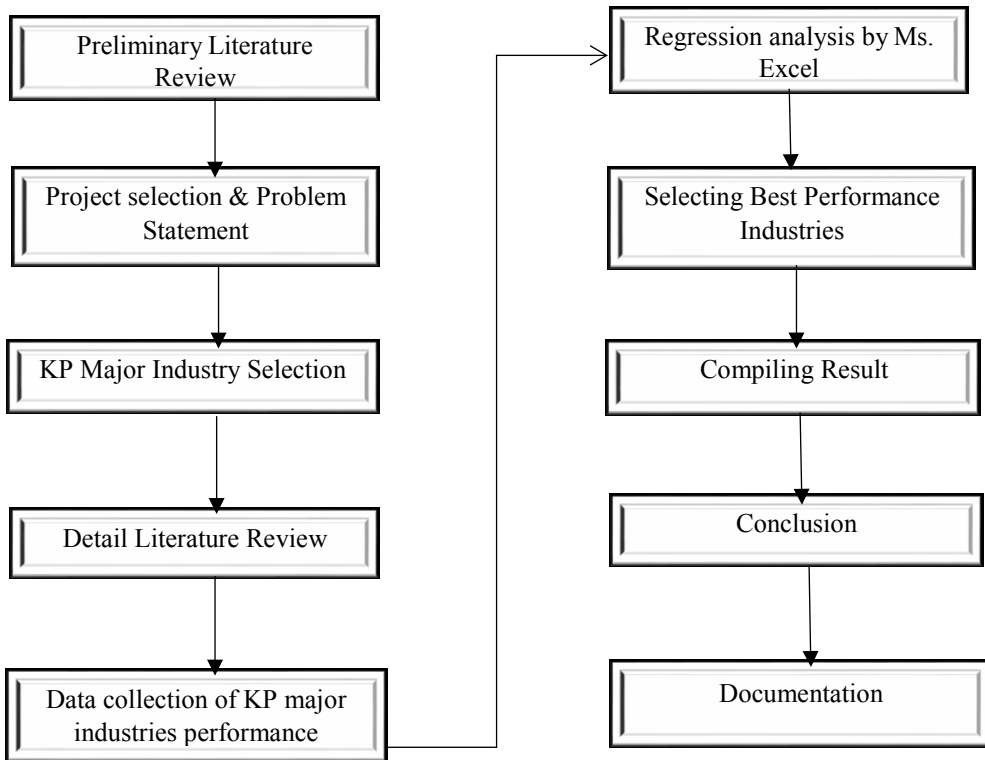 Preliminary Literature
Review
Project selection & Problem
Statement
KP Major Industry Selection
Detail Literature Review
Data collection of KP major
industries performance
Regression analysis by Ms.
Excel
Selecting Best Performance
Industries
Compiling Result
Conclusion
Documentation